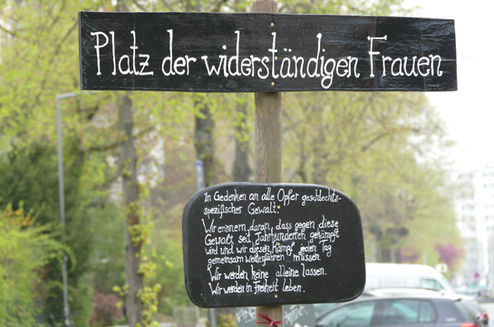 Platz der widerständigen Frauen
In Gedenken an alle Opfer geschlechts-
spezifischer Gewalt:
Wir erinnern daran, dass gegen diese
Gewalt seit Jahrhunderten gekämpft
wird und wir diesen Kampf jeden Tag
gemeinsam weiterführen müssen.
Wir werden keine alleine lassen.
Wir werden in Freiheit leben.